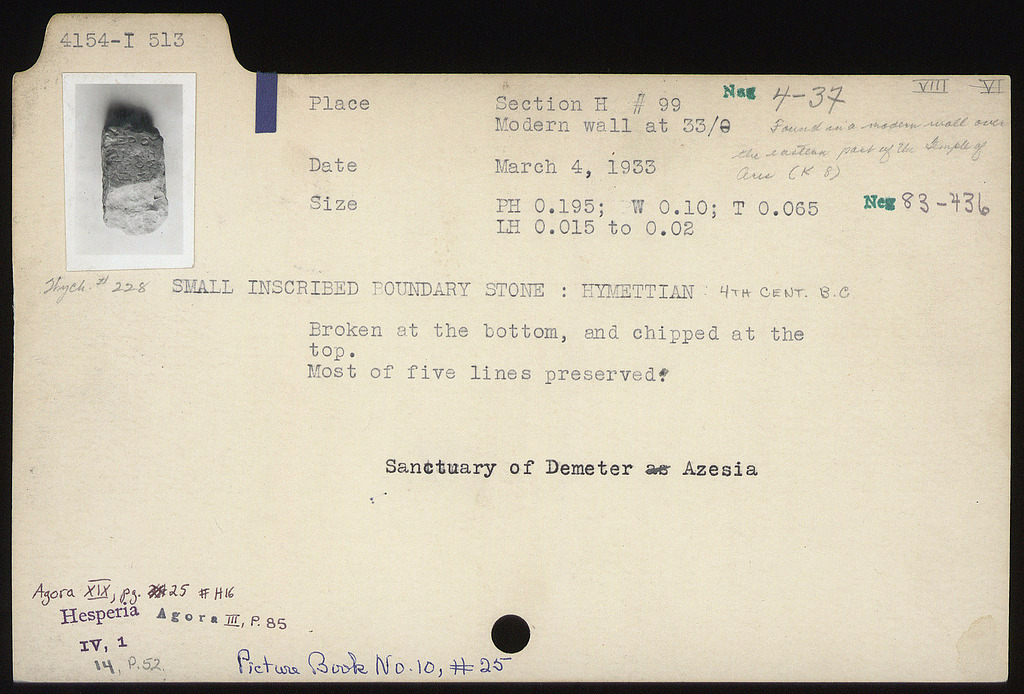 4154-I 513
Place Section H # 99 Neg 4-37 VIII VI
Modern wall at 33/Θ Found in a modern wall over
the eastern part of the Temple of
Date March 4, 1933 Ares (K 8)
Size PH 0.195; W 0.10; T 0.065 Neg 83-436
LH 0.015 to 0.02
# 228 SMALL INSCRIBED BOUNDARY STONE : HYMETTIAN : 4TH CENT. B.C
Broken at the bottom, and chipped at the
top.
Most of five lines preserved.
Sanctuary of Demeter as Azesia
Agora XIX, pg. 25 # H16
Hesperia Agora III, P. 85
IV, 1
14, P.52.
Picture Book No. 10, # 25